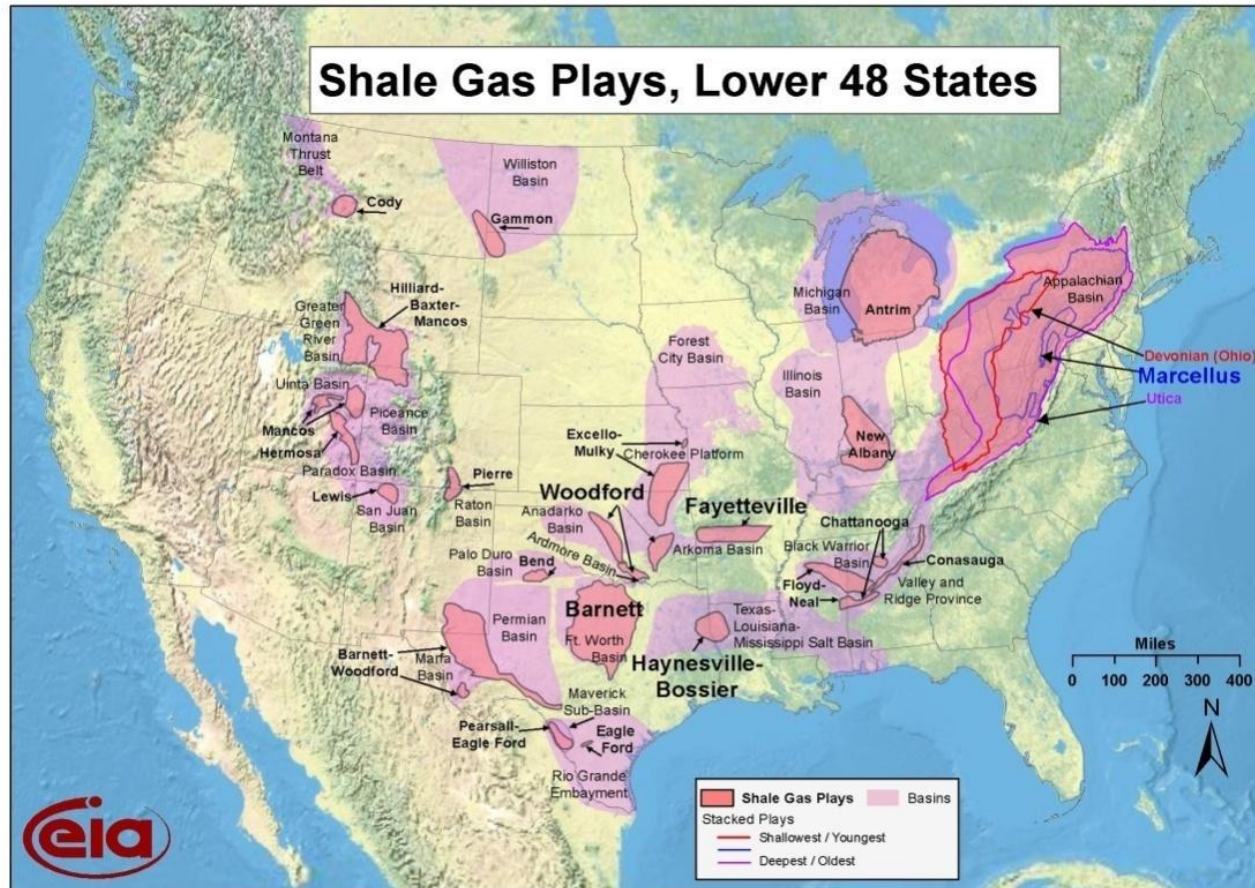 Shale Gas Plays, Lower 48 States
Montana
Thrust
Belt
Cody
Williston
Basin
Gammon
Hilliard-
Baxter-
Mancos
Greater
Green
River
Basin
Uinta Basin
Mancos
Piceance
Basin
Hermosa
Paradox Basin
Lewis
San Juan
Basin
Pierre
Raton
Basin
Michigan
Basin
Antrim
Appalachian
Basin
Devonian (Ohio)
Marcellus
Utica
Forest
City Basin
Illinois
Basin
New
Albany
Excello-
Mulky
Cherokee Platform
Woodford
Anadarko
Basin
Ardmore Basin
Fayetteville
Arkoma Basin
Palo Duro
Basin
Bend
Chattanooga
Black Warrior
Basin
Conasauga
Floyd-
Neal
Valley and
Ridge Province
Permian
Basin
Barnett
Ft. Worth
Basin
Texas-
Louisiana-
Mississippi Salt Basin
Haynesville-
Bossier
Barnett-
Woodford
Marfa
Basin
Maverick
Sub-Basin
Pearsall-
Eagle Ford
Eagle
Ford
Rio Grande
Embayment
Miles
0 100 200 300 400
N
Shale Gas Plays
Basins
Stacked Plays
Shallowest / Youngest
Deepest / Oldest
eia